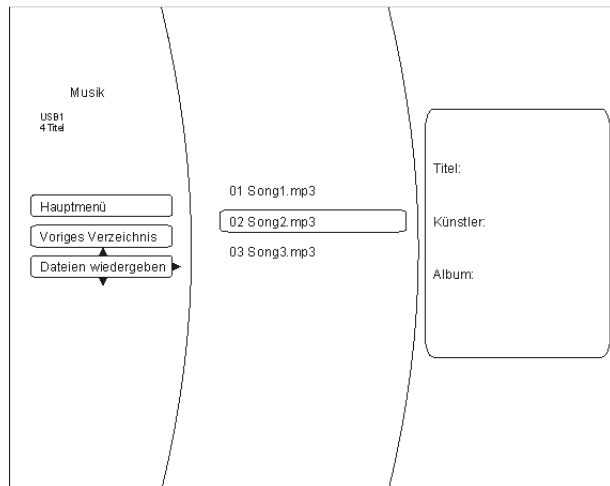 Musik
USB1
4 Titel
Hauptmenü
Voriges Verzeichnis
Dateien wiedergeben
01 Song1.mp3
02 Song2.mp3
03 Song3.mp3
Titel:
Künstler:
Album: